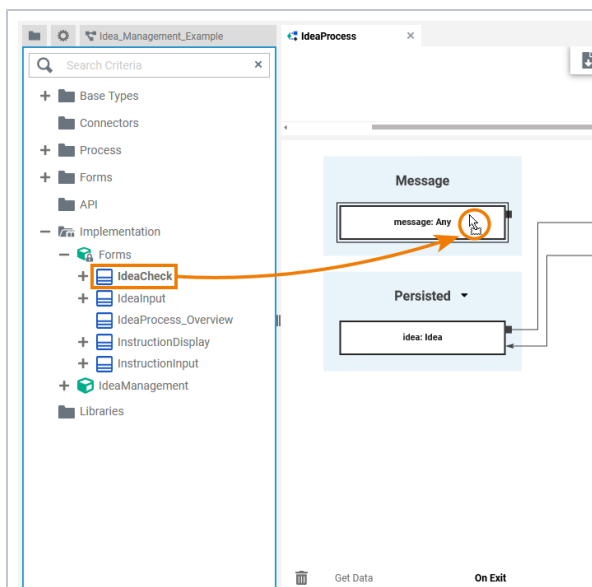 Idea_Management_Example
IdeaProcess
Search Criteria
Base Types
Connectors
Process
Forms
API
Implementation
Forms
IdeaCheck
IdeaInput
IdeaProcess_Overview
InstructionDisplay
InstructionInput
IdeaManagement
Libraries
Message
message: Any
Persisted
idea: Idea
Get Data
On Exit